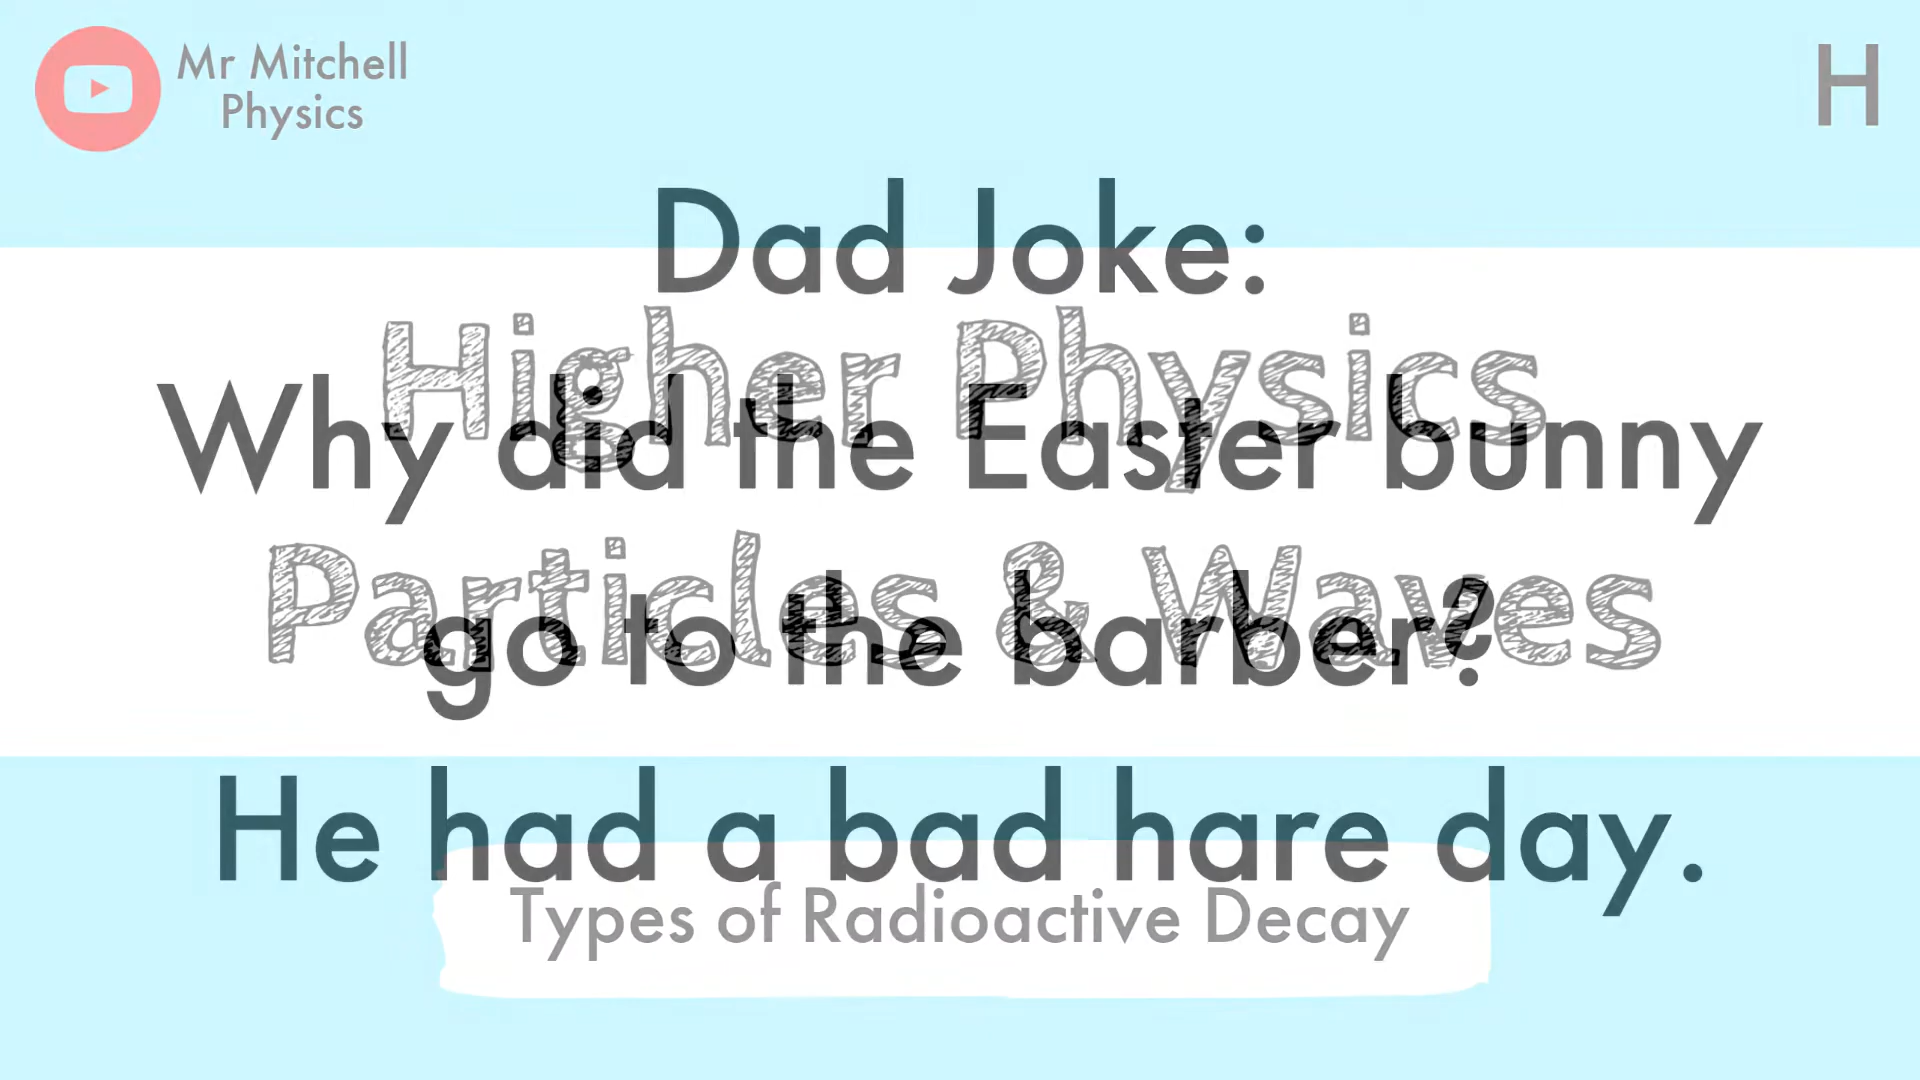 Mr Mitchell
Physics
H
Dad Joke:
Higher Physics
Why did the Easter bunny
Particles & Waves
go to the barber?
He had a bad hare day.
Types of Radioactive Decay